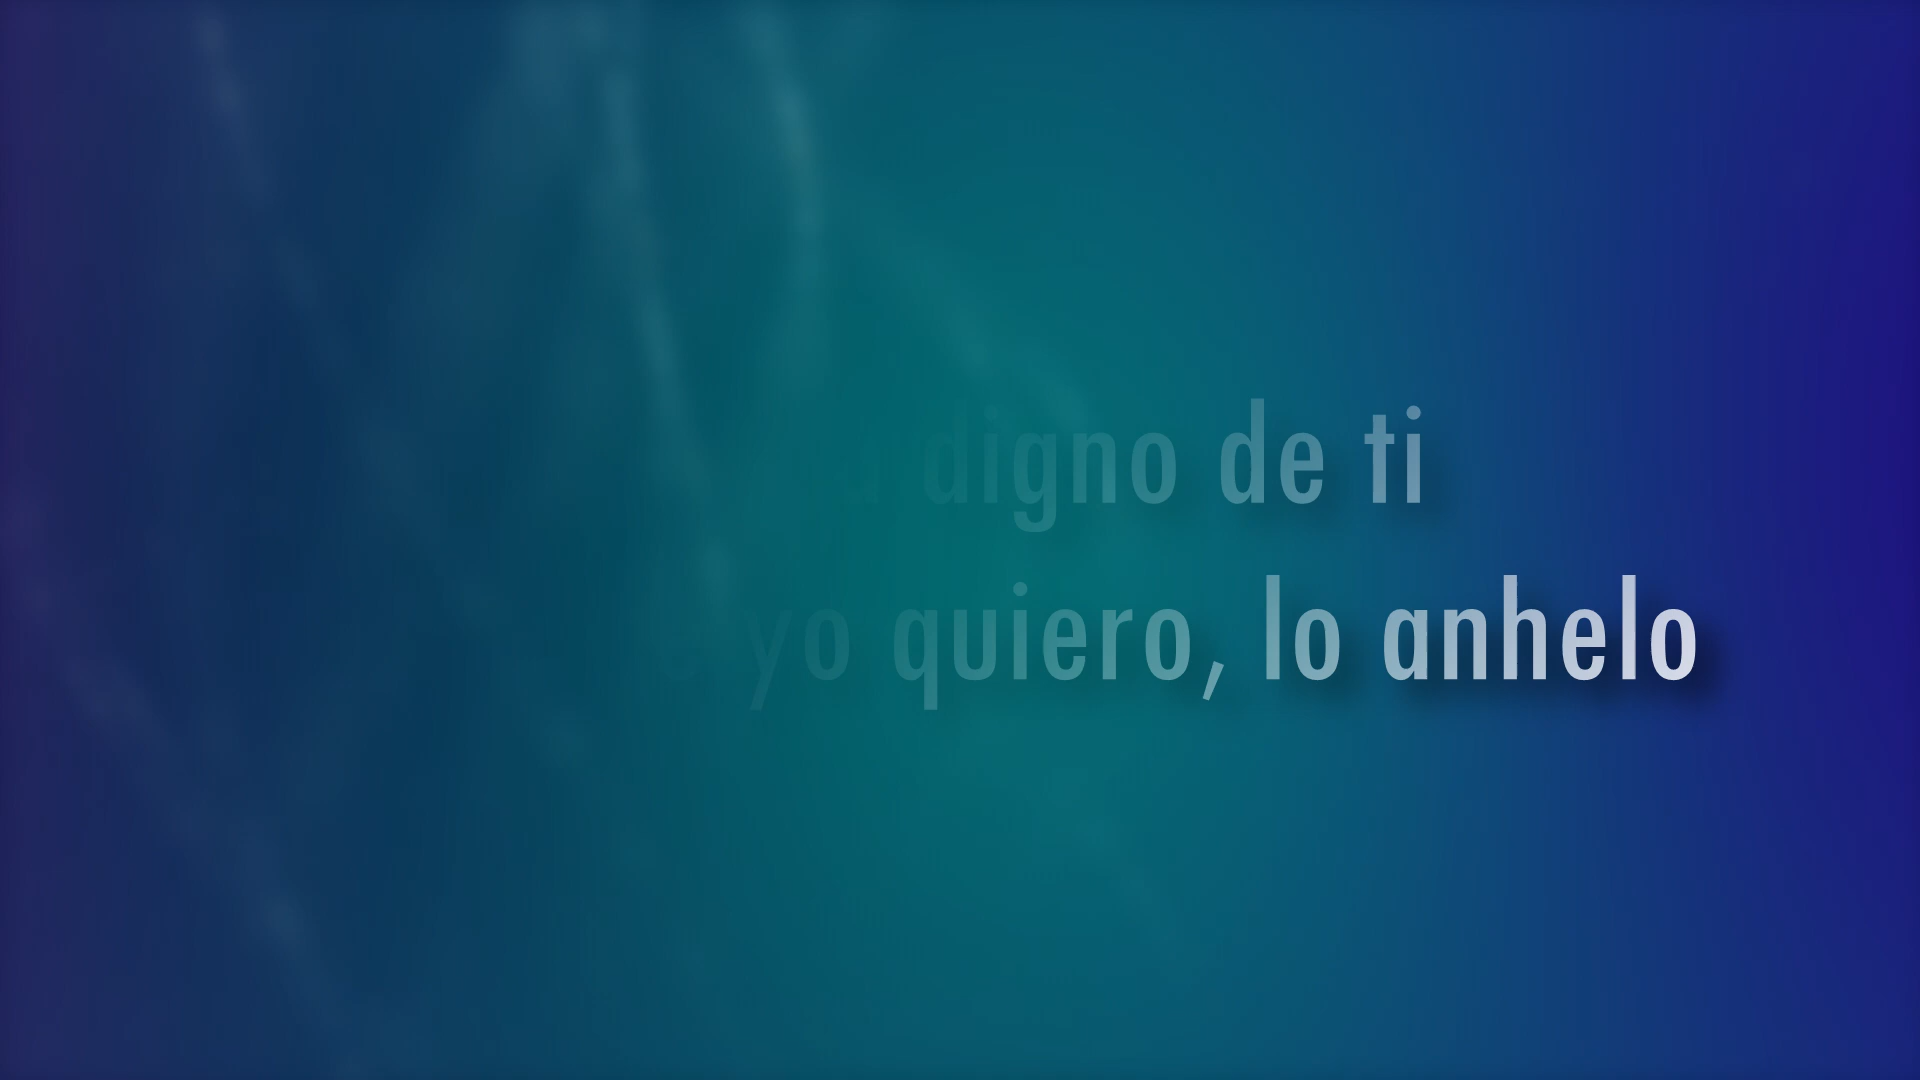 digno de ti
yo quiero, lo anhelo